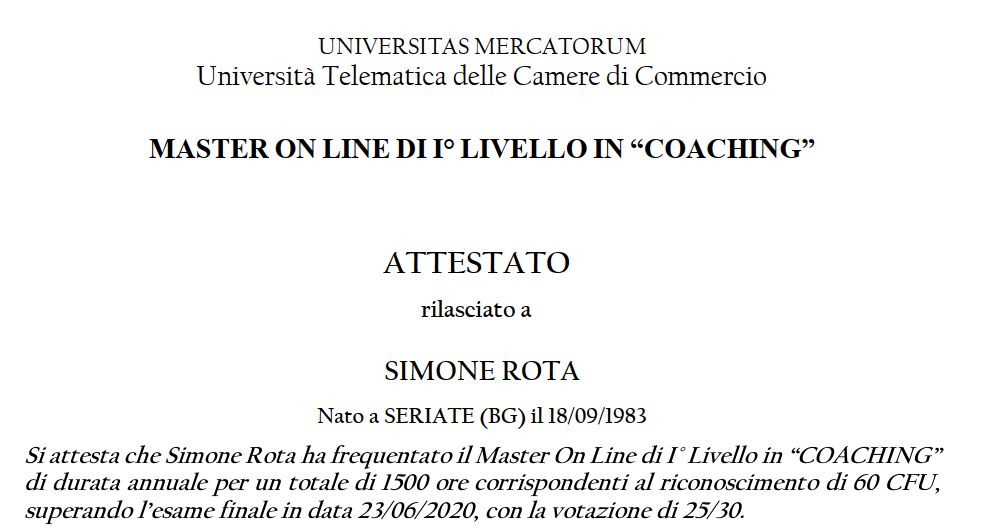 UNIVERSITAS MERCATORUM
Università Telematica delle Camere di Commercio
MASTER ON LINE DI I° LIVELLO IN “COACHING”
ATTESTATO
rilasciato a
SIMONE ROTA
Nato a SERIATE (BG) il 18/09/1983
Si attesta che Simone Rota ha frequentato il Master On Line di I° Livello in “COACHING”
di durata annuale per un totale di 1500 ore corrispondenti al riconoscimento di 60 CFU,
superando l’esame finale in data 23/06/2020, con la votazione di 25/30.